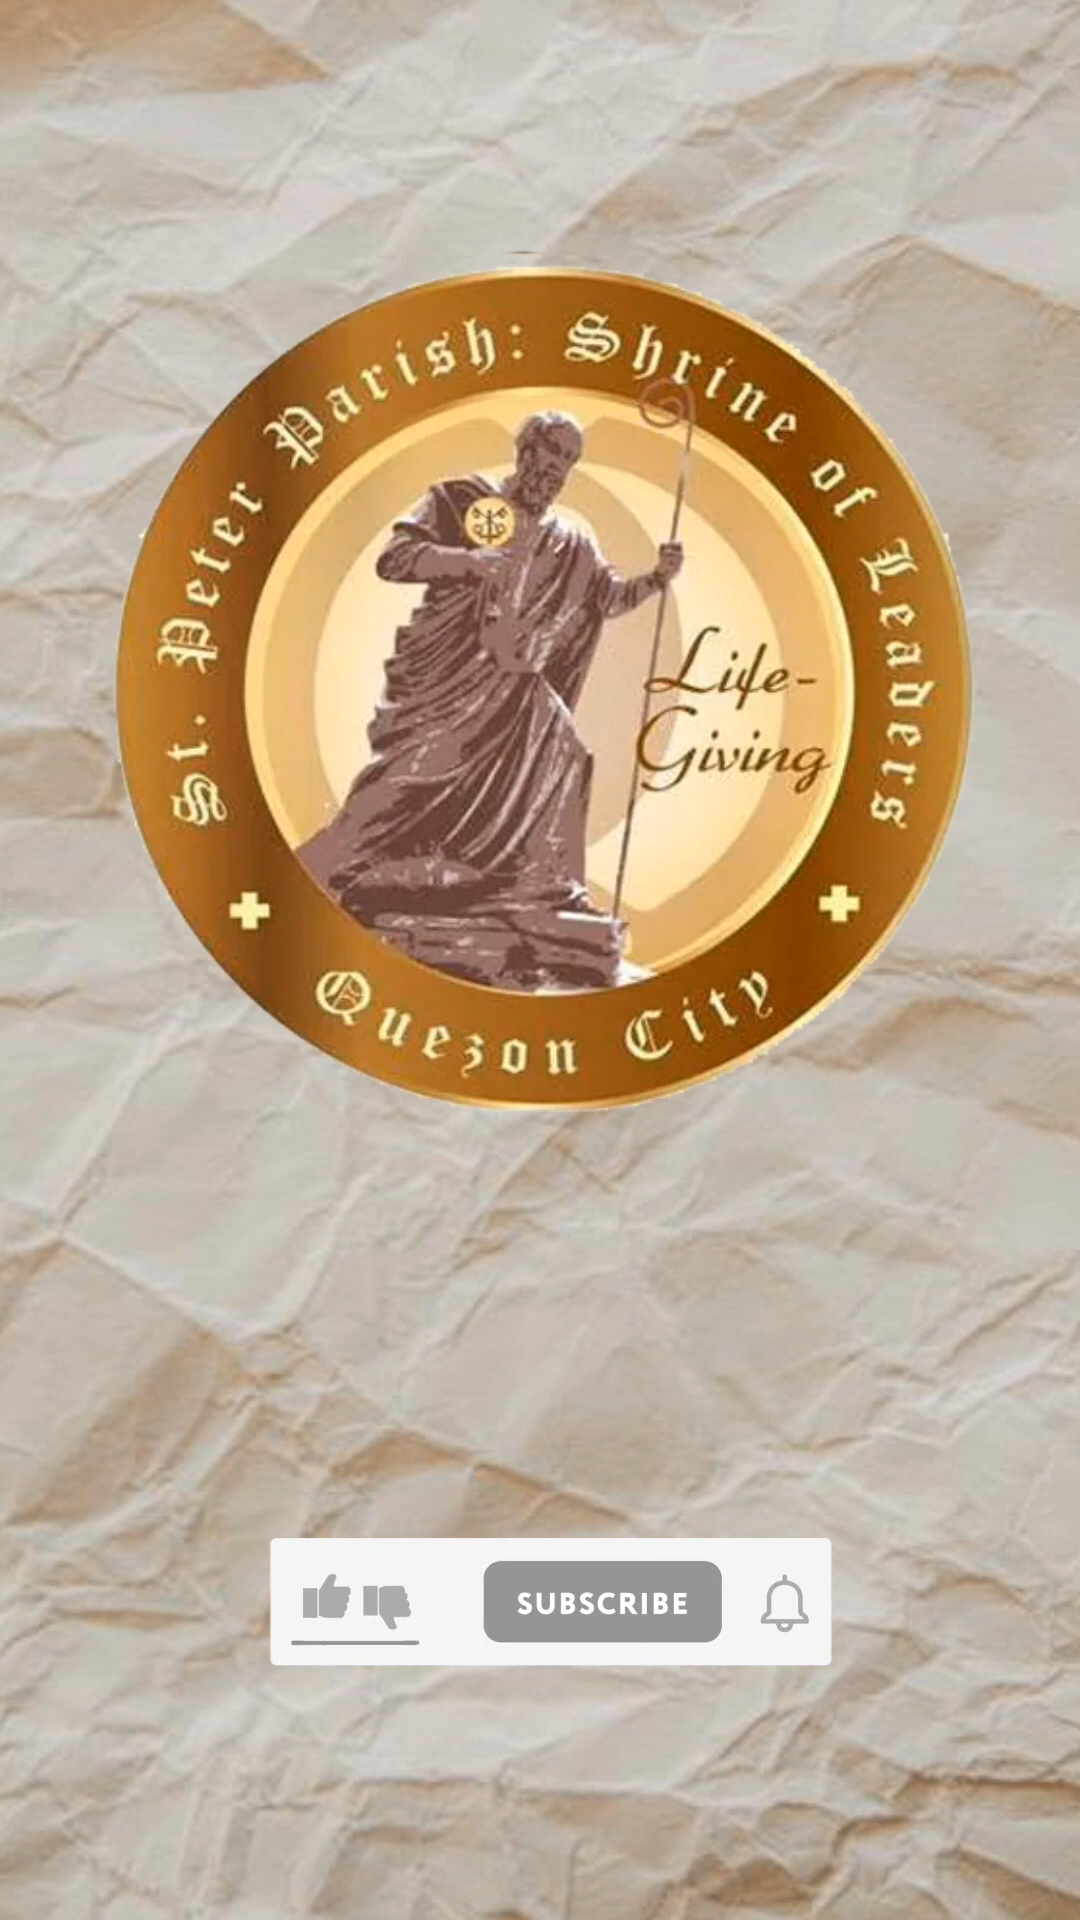 St. Peter Parish: Shrine of Leaders
Life-
Giving
Quezon City
SUBSCRIBE